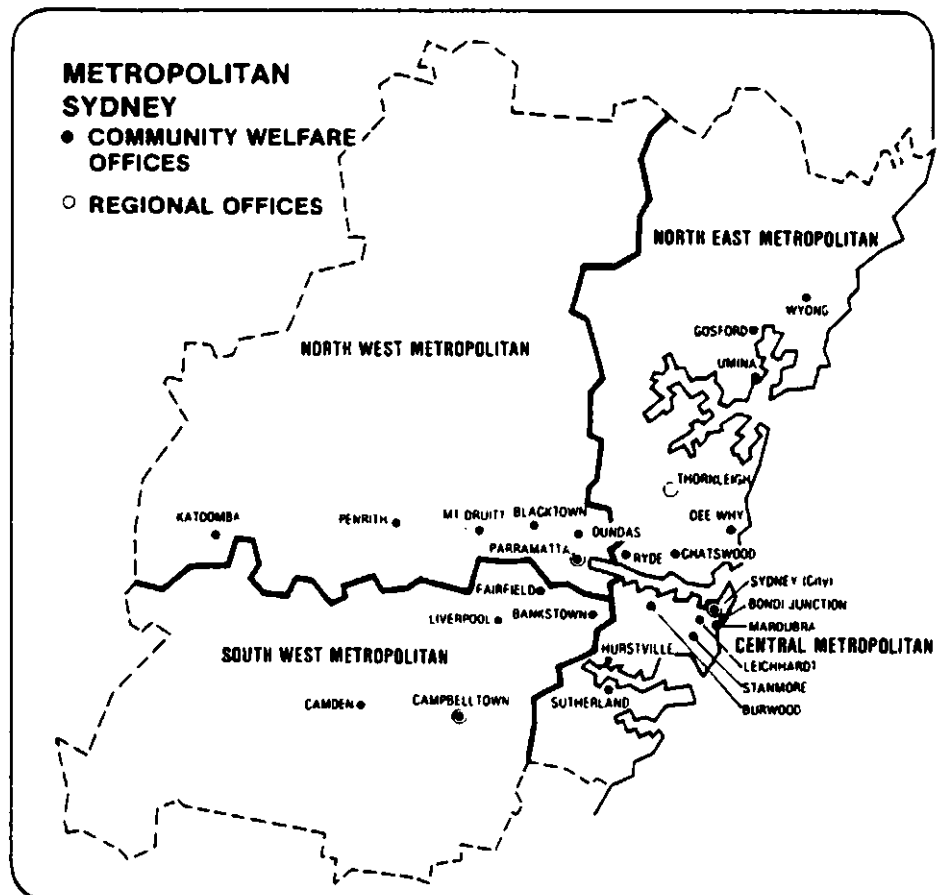 METROPOLITAN
SYDNEY
● COMMUNITY WELFARE
OFFICES
○ REGIONAL OFFICES
NORTH EAST METROPOLITAN
WYONG
GOSFORD
UMINA
NORTH WEST METROPOLITAN
THORNLEIGH
KATOOMBA
PENRITH
MT. DRUITY
BLACKTOWN
DUNDAS
DEE WHY
PARRAMATTA
RYDE
CHATSWOOD
SYDNEY (City)
FAIRFIELD
BONDI JUNCTION
LIVERPOOL
BANKSTOWN
MAROUBRA
CENTRAL METROPOLITAN
SOUTH WEST METROPOLITAN
HURSTVILLE
LEICHHARDT
STANMORE
CAMDEN
CAMPBELLTOWN
SUTHERLAND
BURWOOD